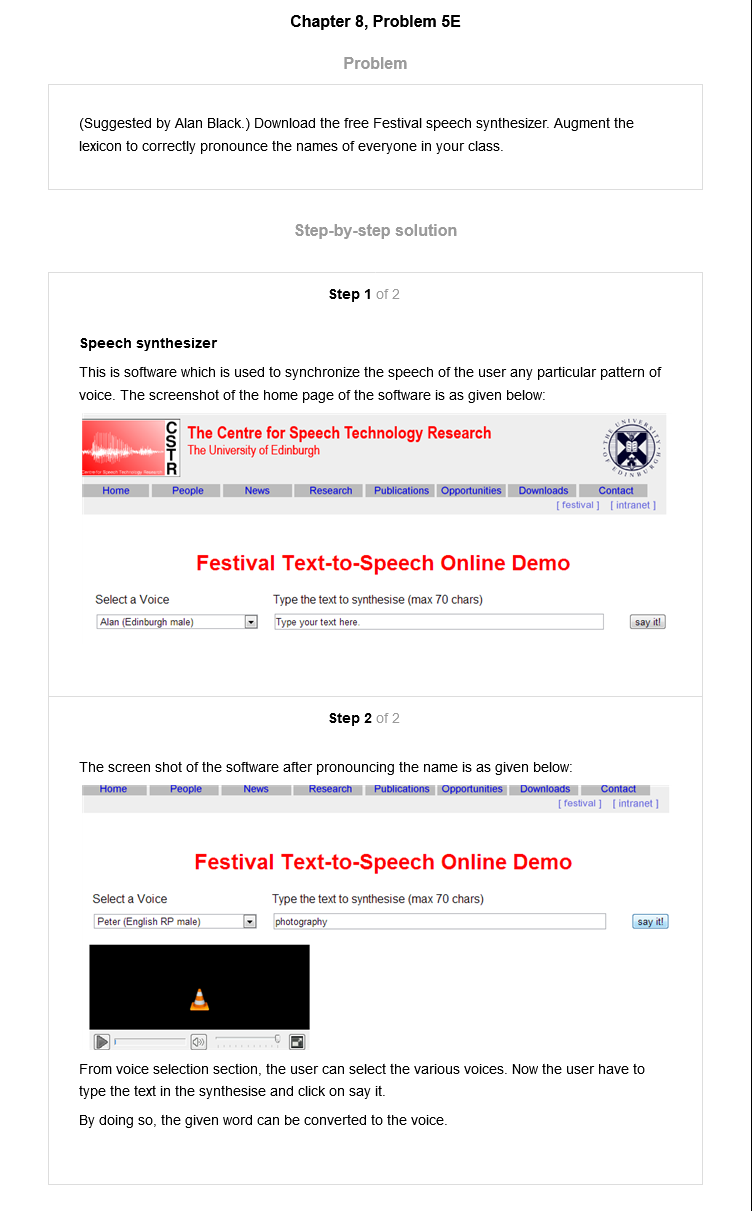 Chapter 8, Problem 5E
Problem
(Suggested by Alan Black.) Download the free Festival speech synthesizer. Augment the
lexicon to correctly pronounce the names of everyone in your class.
Step-by-step solution
Step 1 of 2
Speech synthesizer
This is software which is used to synchronize the speech of the user any particular pattern of
voice. The screenshot of the home page of the software is as given below:
CSTR
Centre for Speech Technology Research
The Centre for Speech Technology Research
The University of Edinburgh
THE UNIVERSITY OF EDINBURGH
Home People News Research Publications Opportunities Downloads Contact
[ festival ] [ intranet ]
Festival Text-to-Speech Online Demo
Select a Voice Type the text to synthesise (max 70 chars)
Alan (Edinburgh male) Type your text here. say it!
Step 2 of 2
The screen shot of the software after pronouncing the name is as given below:
Home People News Research Publications Opportunities Downloads Contact
[ festival ] [ intranet ]
Festival Text-to-Speech Online Demo
Select a Voice Type the text to synthesise (max 70 chars)
Peter (English RP male) photography say it!
From voice selection section, the user can select the various voices. Now the user have to
type the text in the synthesise and click on say it.
By doing so, the given word can be converted to the voice.